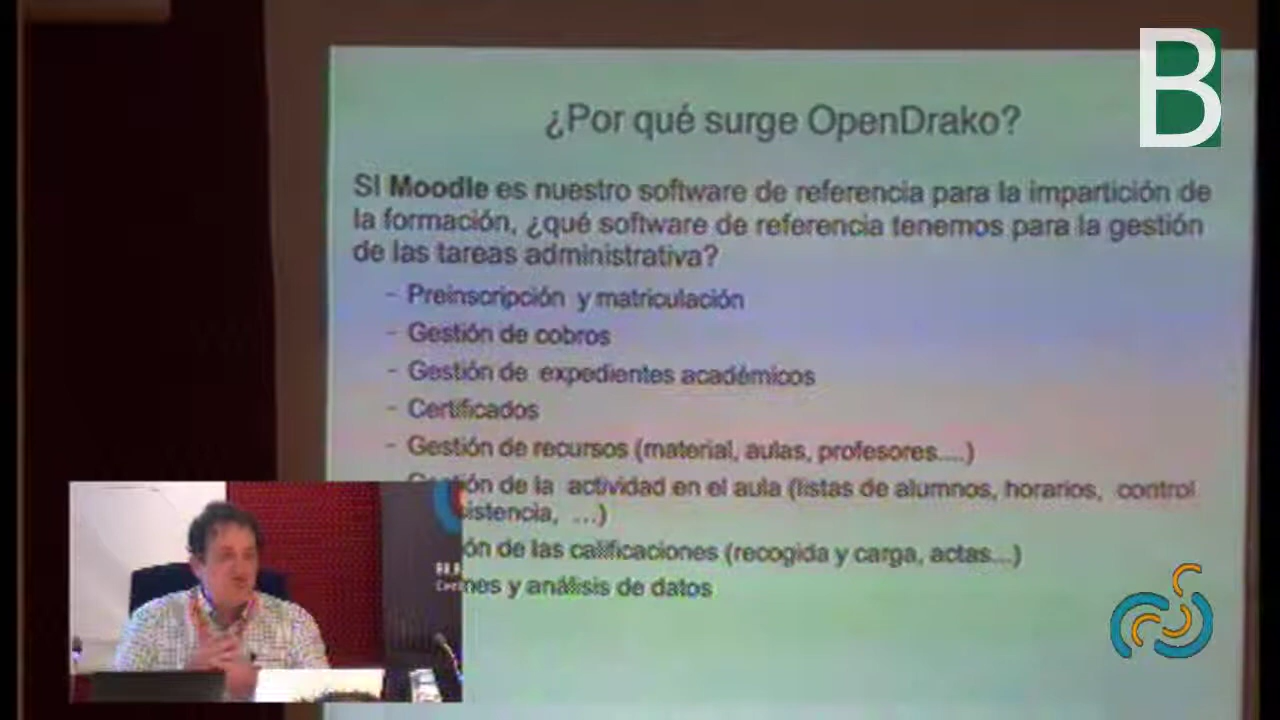 B
¿Por qué surge OpenDrako?
SI Moodle es nuestro software de referencia para la impartición de
la formación, ¿qué software de referencia tenemos para la gestión
de las tareas administrativa?
- Preinscripción y matriculación
- Gestión de cobros
- Gestión de expedientes académicos
- Certificados
- Gestión de recursos (material, aulas, profesores....)
ión de la actividad en el aula (listas de alumnos, horarios, control
istencia, ...)
ón de las calificaciones (recogida y carga, actas...)
nes y análisis de datos